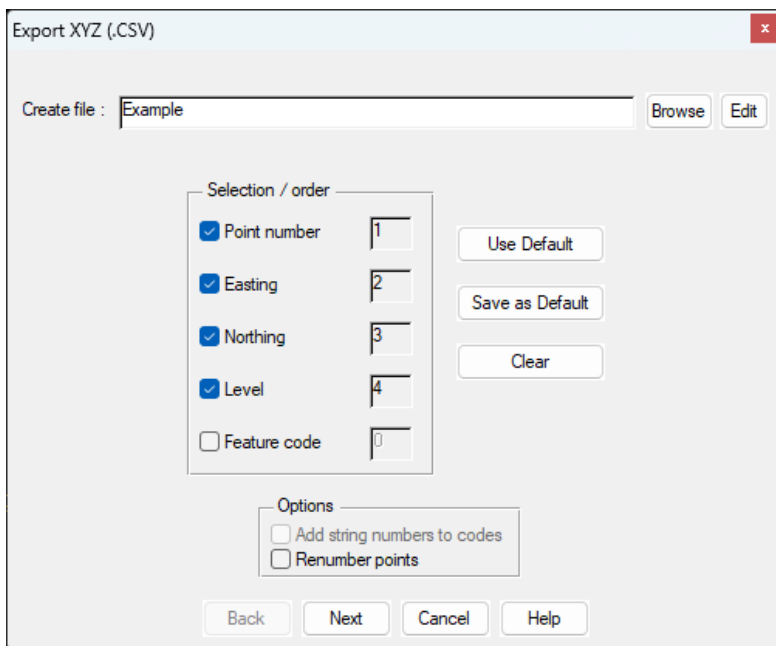 Export XYZ (.CSV)
x
Create file : Example Browse Edit
Selection / order
Point number 1
Easting 2
Northing 3
Level 4
Feature code 0
Use Default
Save as Default
Clear
Options
Add string numbers to codes
Renumber points
Back Next Cancel Help